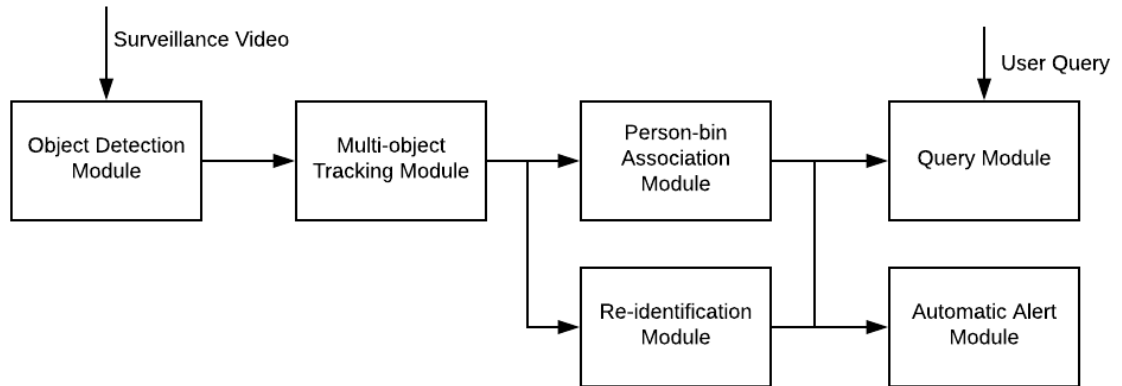 Surveillance Video
User Query
Object Detection
Module
Multi-object
Tracking Module
Person-bin
Association
Module
Query Module
Re-identification
Module
Automatic Alert
Module